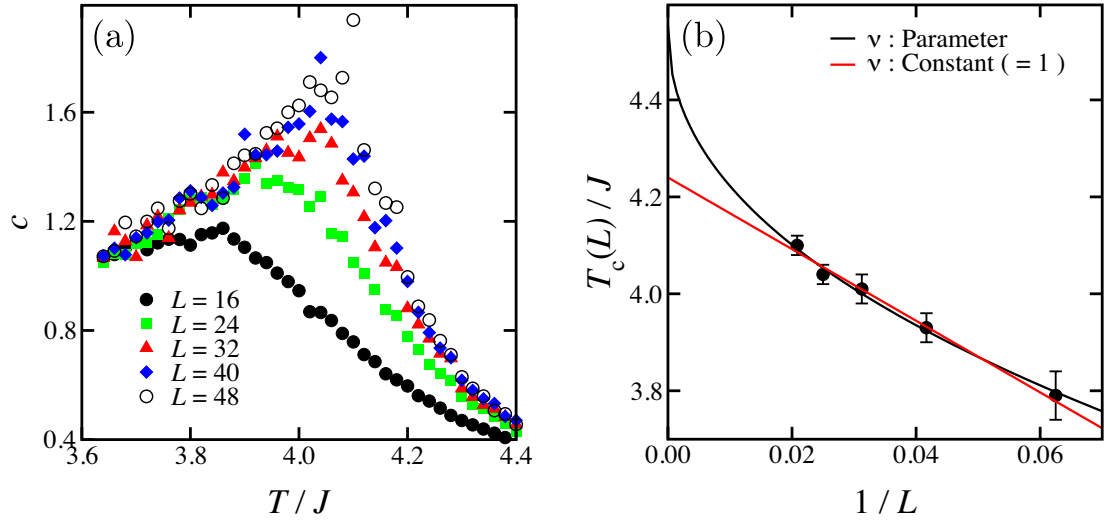 (a)
c
1.6
1.2
0.8
0.4
L = 16
L = 24
L = 32
L = 40
L = 48
3.6 3.8 4.0 4.2 4.4
T / J
(b)
ν : Parameter
ν : Constant ( = 1 )
T_c(L) / J
4.4
4.2
4.0
3.8
0.00 0.02 0.04 0.06
1 / L